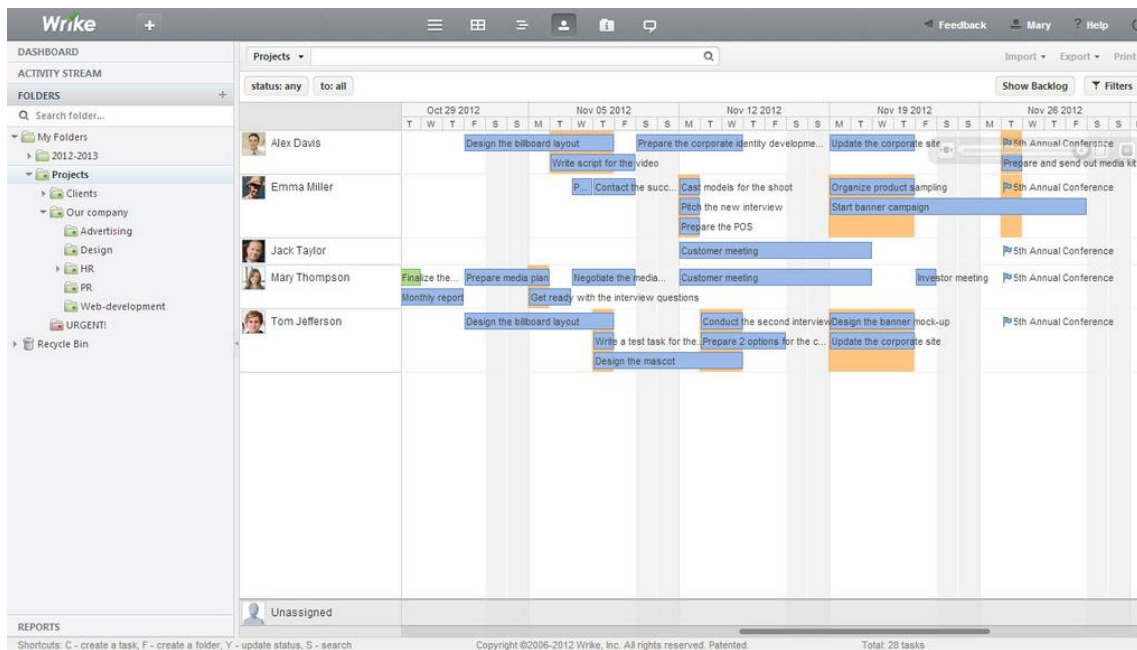 Wrike
+
Feedback Mary ? Help
DASHBOARD
ACTIVITY STREAM
FOLDERS +
Search folder...
My Folders
2012-2013
Projects
Clients
Our company
Advertising
Design
HR
PR
Web-development
URGENT!
Recycle Bin
REPORTS
Projects
Import Export Print
status: any to: all
Show Backlog Filters
Oct 29 2012 Nov 05 2012 Nov 12 2012 Nov 19 2012 Nov 26 2012
T W T F S S M T W T F S S M T W T F S S M T W T F S S M T W T F S S
Alex Davis
Design the billboard layout Prepare the corporate identity developme... Update the corporate site 5th Annual Conference
Write script for the video Prepare and send out media kit
Emma Miller
P... Contact the succ... Cast models for the shoot Organize product sampling 5th Annual Conference
Pitch the new interview Start banner campaign
Prepare the POS
Jack Taylor
Customer meeting 5th Annual Conference
Mary Thompson
Finalize the... Prepare media plan Negotiate the media... Customer meeting Investor meeting 5th Annual Conference
Monthly report Get ready with the interview questions
Tom Jefferson
Design the billboard layout Conduct the second interview Design the banner mock-up 5th Annual Conference
Write a test task for the... Prepare 2 options for the c... Update the corporate site
Design the mascot
Unassigned
Shortcuts: C - create a task, F - create a folder, Y - update status, S - search
Copyright ©2006-2012 Wrike, Inc. All rights reserved. Patented.
Total: 28 tasks